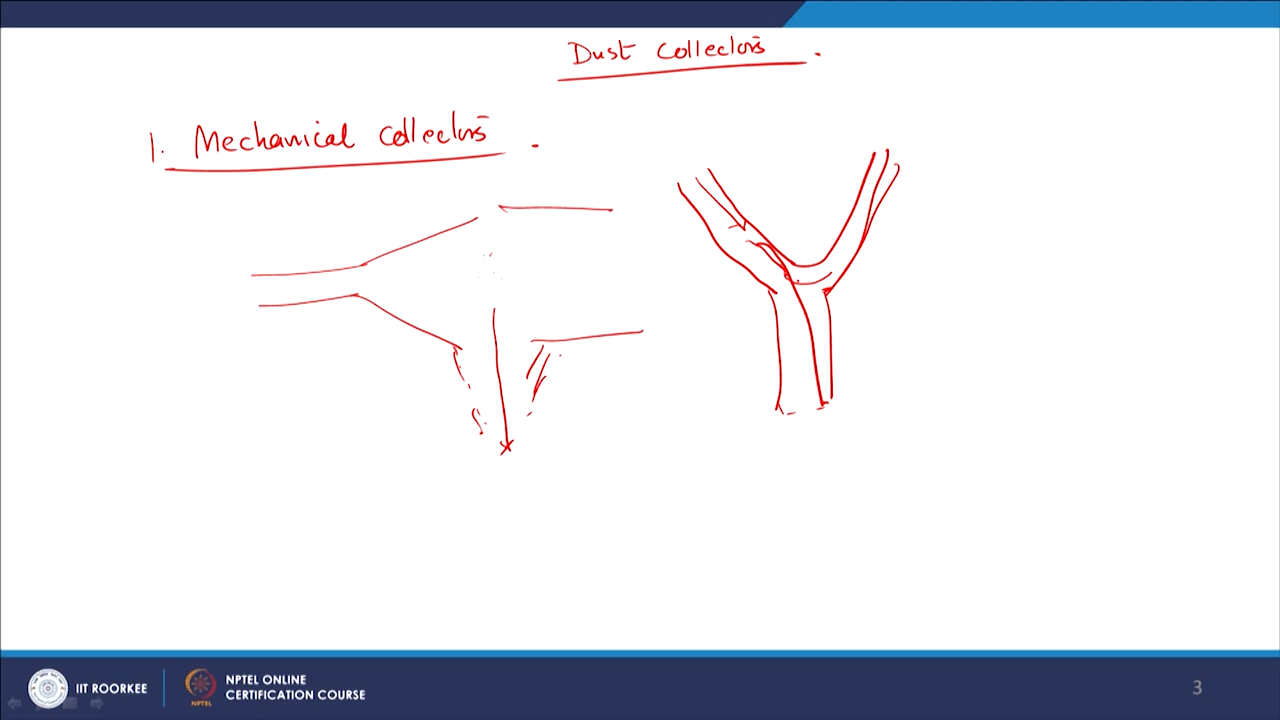 Dust Collectors .
1. Mechanical Collectors .
IIT ROORKEE
NPTEL ONLINE
CERTIFICATION COURSE
NPTEL
3